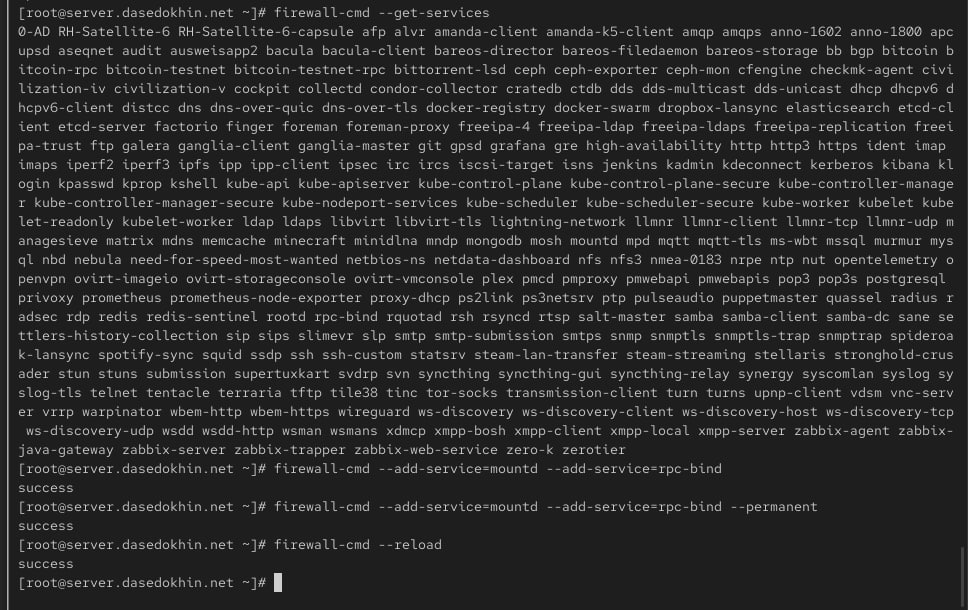 [root@server.dasedokhin.net ~]# firewall-cmd --get-services
0-AD RH-Satellite-6 RH-Satellite-6-capsule afp alvr amanda-client amanda-k5-client amqp amqps anno-1602 anno-1800 apc
upsd aseqnet audit ausweisapp2 bacula bacula-client bareos-director bareos-filedaemon bareos-storage bb bgp bitcoin b
itcoin-rpc bitcoin-testnet bitcoin-testnet-rpc bittorrent-lsd ceph ceph-exporter ceph-mon cfengine checkmk-agent civi
lization-iv civilization-v cockpit collectd condor-collector cratedb ctdb dds dds-multicast dds-unicast dhcp dhcpv6 d
hcpv6-client distcc dns dns-over-quic dns-over-tls docker-registry docker-swarm dropbox-lansync elasticsearch etcd-cl
ient etcd-server factorio finger foreman foreman-proxy freeipa-4 freeipa-ldap freeipa-ldaps freeipa-replication freei
pa-trust ftp galera ganglia-client ganglia-master git gpsd grafana gre high-availability http http3 https ident imap
imaps iperf2 iperf3 ipfs ipp ipp-client ipsec irc ircs iscsi-target isns jenkins kadmin kdeconnect kerberos kibana kl
ogin kpasswd kprop kshell kube-api kube-apiserver kube-control-plane kube-control-plane-secure kube-controller-manage
r kube-controller-manager-secure kube-nodeport-services kube-scheduler kube-scheduler-secure kube-worker kubelet kube
let-readonly kubelet-worker ldap ldaps libvirt libvirt-tls lightning-network llmnr llmnr-client llmnr-tcp llmnr-udp m
anagesieve matrix mdns memcache minecraft minidlna mndp mongodb mosh mountd mpd mqtt mqtt-tls ms-wbt mssql murmur mys
ql nbd nebula need-for-speed-most-wanted netbios-ns netdata-dashboard nfs nfs3 nmea-0183 nrpe ntp nut opentelemetry o
penvpn ovirt-imageio ovirt-storageconsole ovirt-vmconsole plex pmcd pmproxy pmwebapi pmwebapis pop3 pop3s postgresql
privoxy prometheus prometheus-node-exporter proxy-dhcp ps2link ps3netsrv ptp pulseaudio puppetmaster quassel radius r
adsec rdp redis redis-sentinel rootd rpc-bind rquotad rsh rsyncd rtsp salt-master samba samba-client samba-dc sane se
ttlers-history-collection sip sips slimevr slp smtp smtp-submission smtps snmp snmptls snmptls-trap snmptrap spideroa
k-lansync spotify-sync squid ssdp ssh ssh-custom statsrv steam-lan-transfer steam-streaming stellaris stronghold-crus
ader stun stuns submission supertuxkart svdrp svn syncthing syncthing-gui syncthing-relay synergy syscomlan syslog sy
slog-tls telnet tentacle terraria tftp tile38 tinc tor-socks transmission-client turn turns upnp-client vdsm vnc-serv
er vrrp warpinator wbem-http wbem-https wireguard ws-discovery ws-discovery-client ws-discovery-host ws-discovery-tcp
ws-discovery-udp wsdd wsdd-http wsman wsmans xdmcp xmpp-bosh xmpp-client xmpp-local xmpp-server zabbix-agent zabbix-
java-gateway zabbix-server zabbix-trapper zabbix-web-service zero-k zerotier
[root@server.dasedokhin.net ~]# firewall-cmd --add-service=mountd --add-service=rpc-bind
success
[root@server.dasedokhin.net ~]# firewall-cmd --add-service=mountd --add-service=rpc-bind --permanent
success
[root@server.dasedokhin.net ~]# firewall-cmd --reload
success
[root@server.dasedokhin.net ~]#